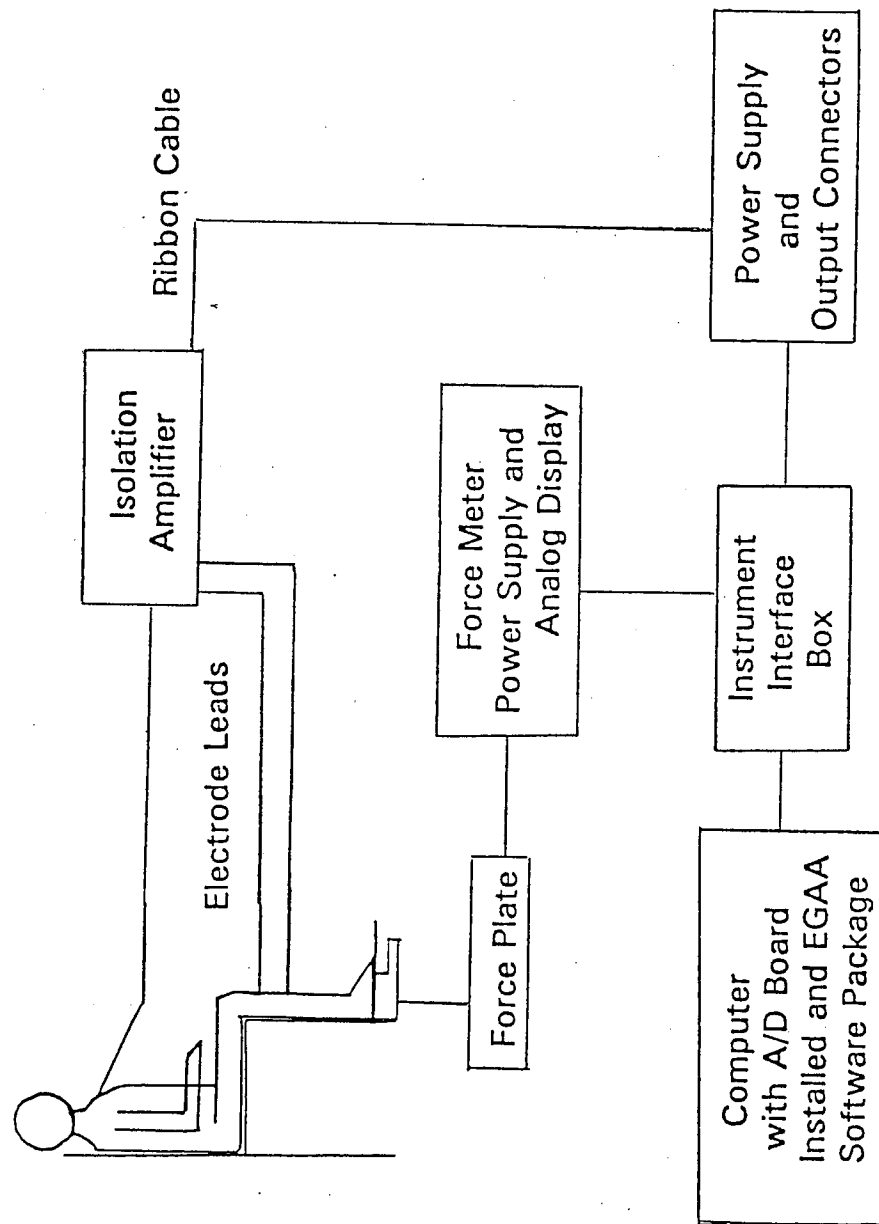 Isolation
Amplifier
Ribbon Cable
Electrode Leads
Force Meter
Power Supply and
Analog Display
Force Plate
Computer
with A/D Board
Installed and EGAA
Software Package
Instrument
Interface
Box
Power Supply
and
Output Connectors